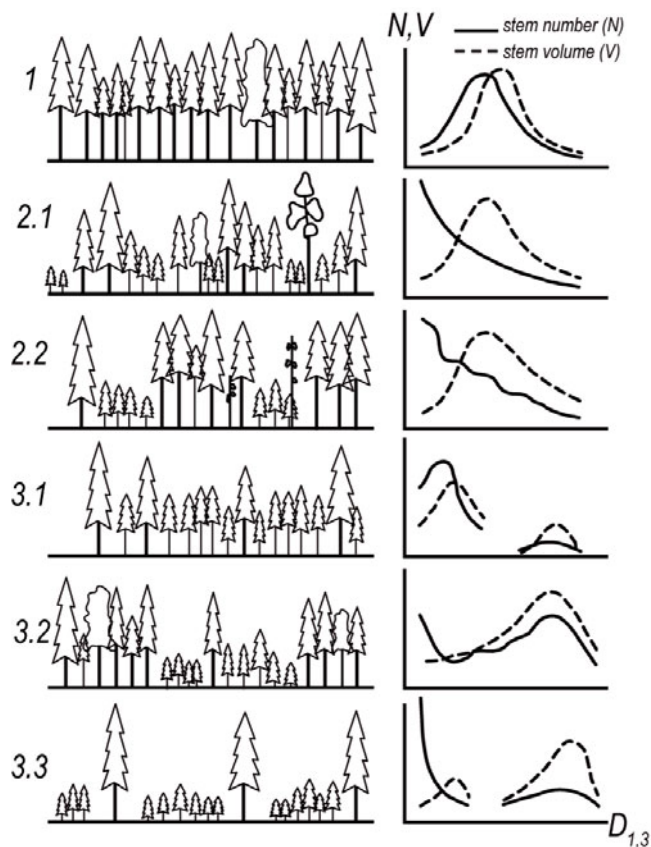 N,V
stem number (N)
stem volume (V)
1
2.1
2.2
3.1
3.2
3.3
D1.3